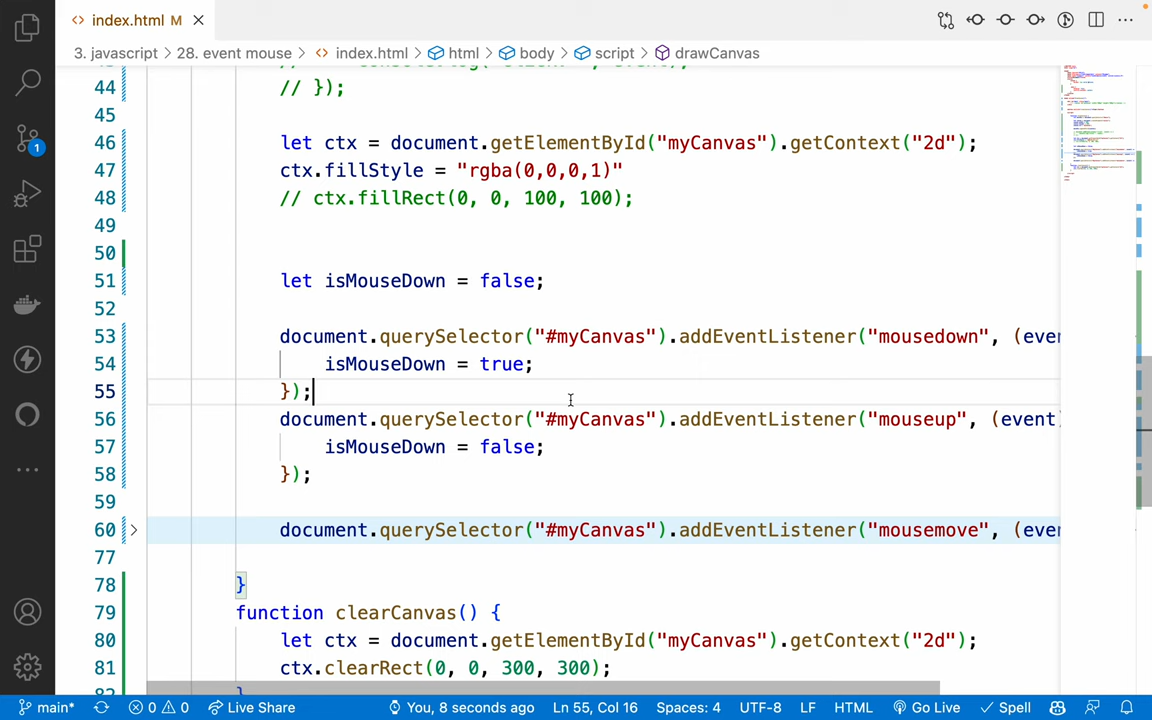 index.html M
3. javascript > 28. event mouse > index.html > html > body > script > drawCanvas
44 // });
45
46 let ctx = document.getElementById("myCanvas").getContext("2d");
47 ctx.fillStyle = "rgba(0,0,0,1)"
48 // ctx.fillRect(0, 0, 100, 100);
49
50
51 let isMouseDown = false;
52
53 document.querySelector("#myCanvas").addEventListener("mousedown", (even
54 isMouseDown = true;
55 });
56 document.querySelector("#myCanvas").addEventListener("mouseup", (event)
57 isMouseDown = false;
58 });
59
60 document.querySelector("#myCanvas").addEventListener("mousemove", (even
77
78 }
79 function clearCanvas() {
80 let ctx = document.getElementById("myCanvas").getContext("2d");
81 ctx.clearRect(0, 0, 300, 300);
1
main* 0 0 Live Share You, 8 seconds ago Ln 55, Col 16 Spaces: 4 UTF-8 LF HTML Go Live Spell